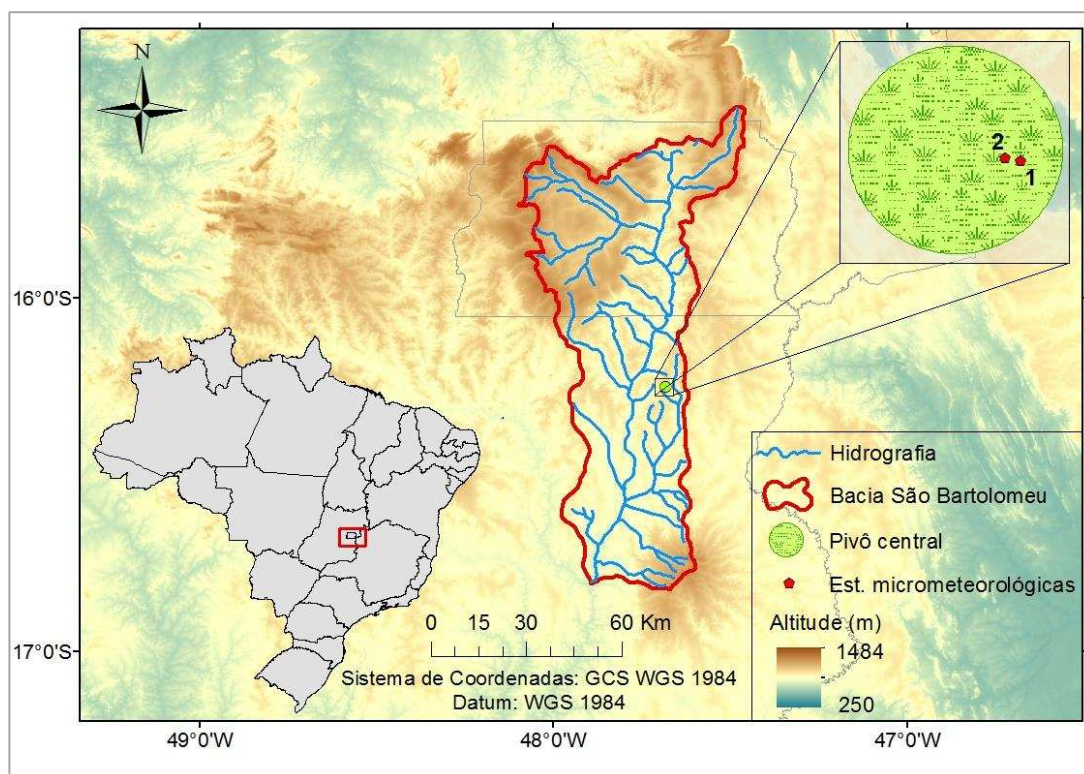 N
2
1
16°0'S
17°0'S
Hidrografia
Bacia São Bartolomeu
Pivô central
Est. micrometeorológicas
Altitude (m)
1484
250
0 15 30 60 Km
Sistema de Coordenadas: GCS WGS 1984
Datum: WGS 1984
49°0'W 48°0'W 47°0'W